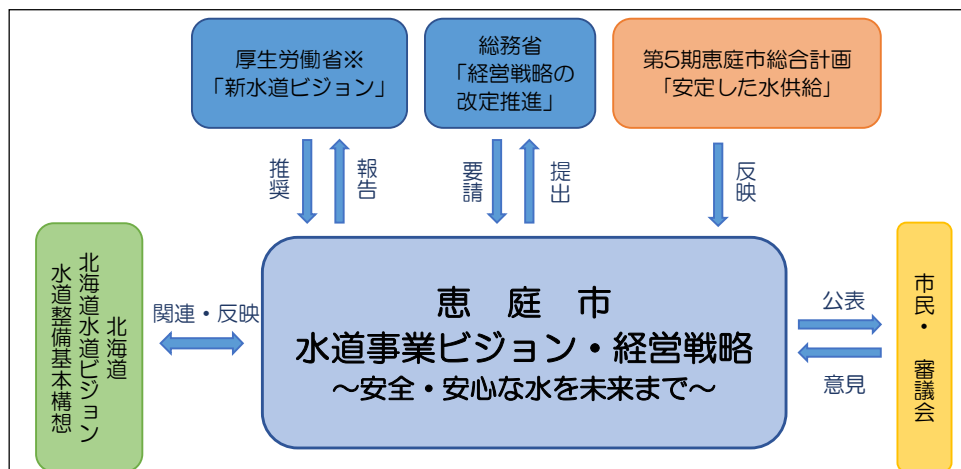 厚生労働省※
「新水道ビジョン」
総務省
「経営戦略の
改定推進」
第5期恵庭市総合計画
「安定した水供給」
推奨
報告
要請
提出
反映
北海道
北海道水道ビジョン
水道整備基本構想
関連・反映
恵 庭 市
水道事業ビジョン・経営戦略
～安全・安心な水を未来まで～
公表
意見
市民・ 審議会